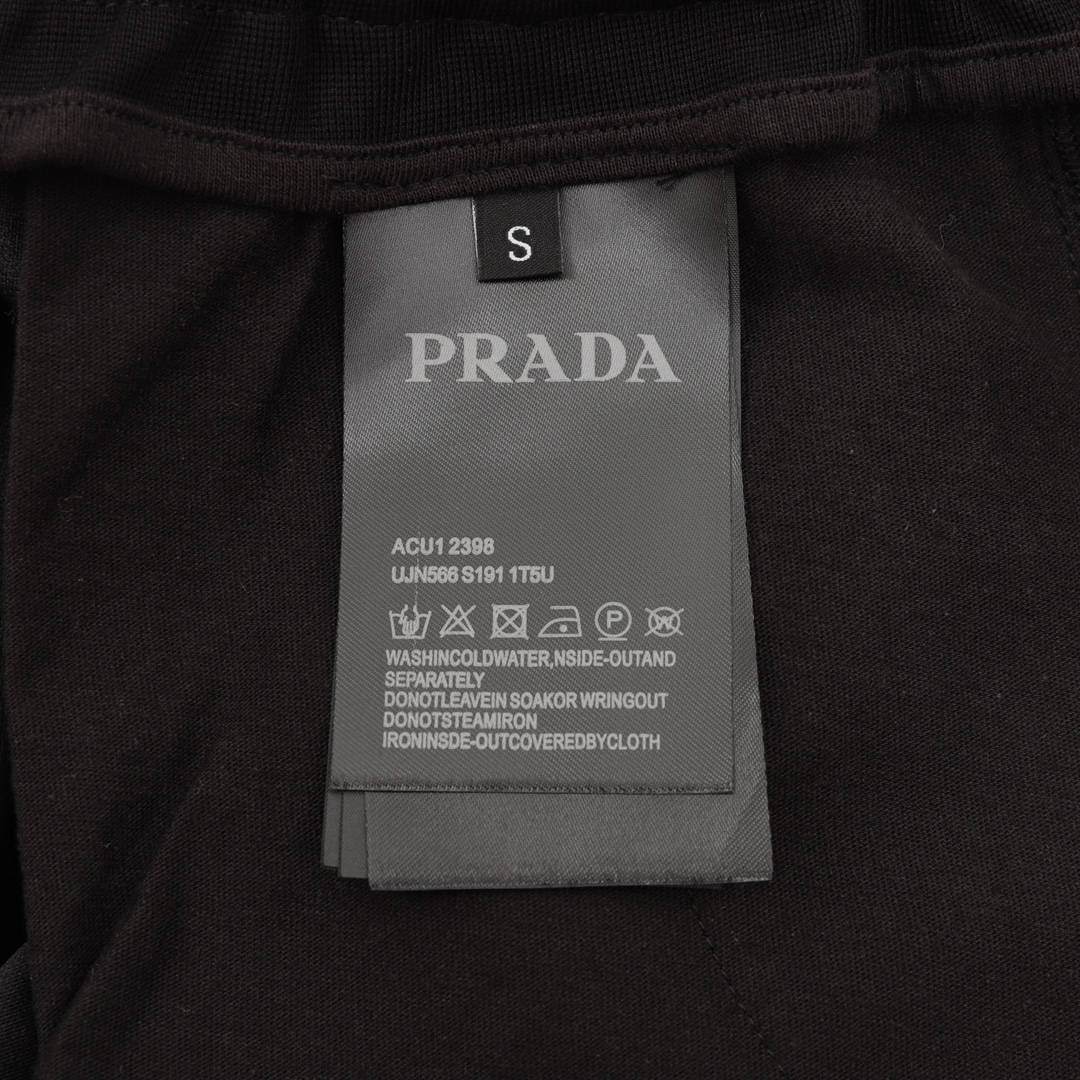 S
PRADA
ACU1 2398
UJN566 S191 1T5U
P
W
WASHINCOLDWATER,NSIDE-OUTAND
SEPARATELY
DONOTLEAVEIN SOAKOR WRINGOUT
DONOTSTEAMIRON
IRONINSDE-OUTCOVEREDBYCLOTH